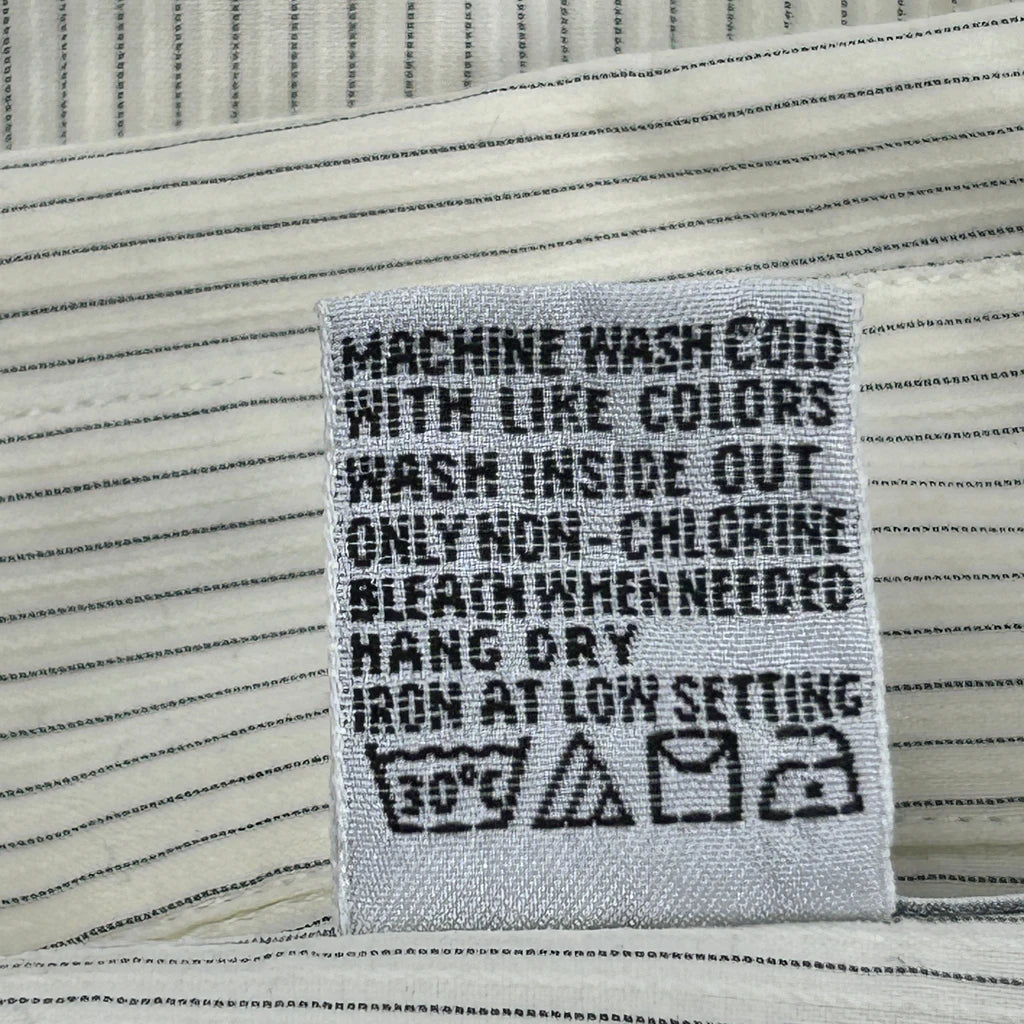 MACHINE WASH COLD
WITH LIKE COLORS
WASH INSIDE OUT
ONLY NON-CHLORINE
BLEACH WHEN NEEDED
HANG DRY
IRON AT LOW SETTING
30°C